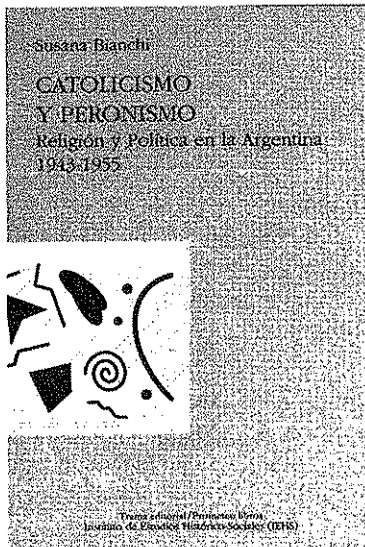 Susana Bianchi
CATOLICISMO
Y PERONISMO
Religión y Política en la Argentina
1943-1955
Trama editorial/Prometeo libros
Instituto de Estudios Histórico-Sociales (IEHS)